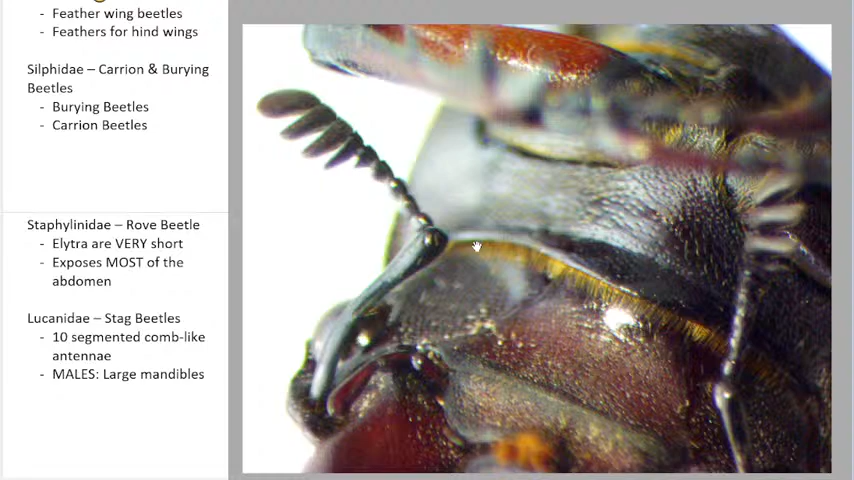 - Feather wing beetles
- Feathers for hind wings
Silphidae – Carrion & Burying
Beetles
- Burying Beetles
- Carrion Beetles
Staphylinidae – Rove Beetle
- Elytra are VERY short
- Exposes MOST of the
abdomen
Lucanidae – Stag Beetles
- 10 segmented comb-like
antennae
- MALES: Large mandibles